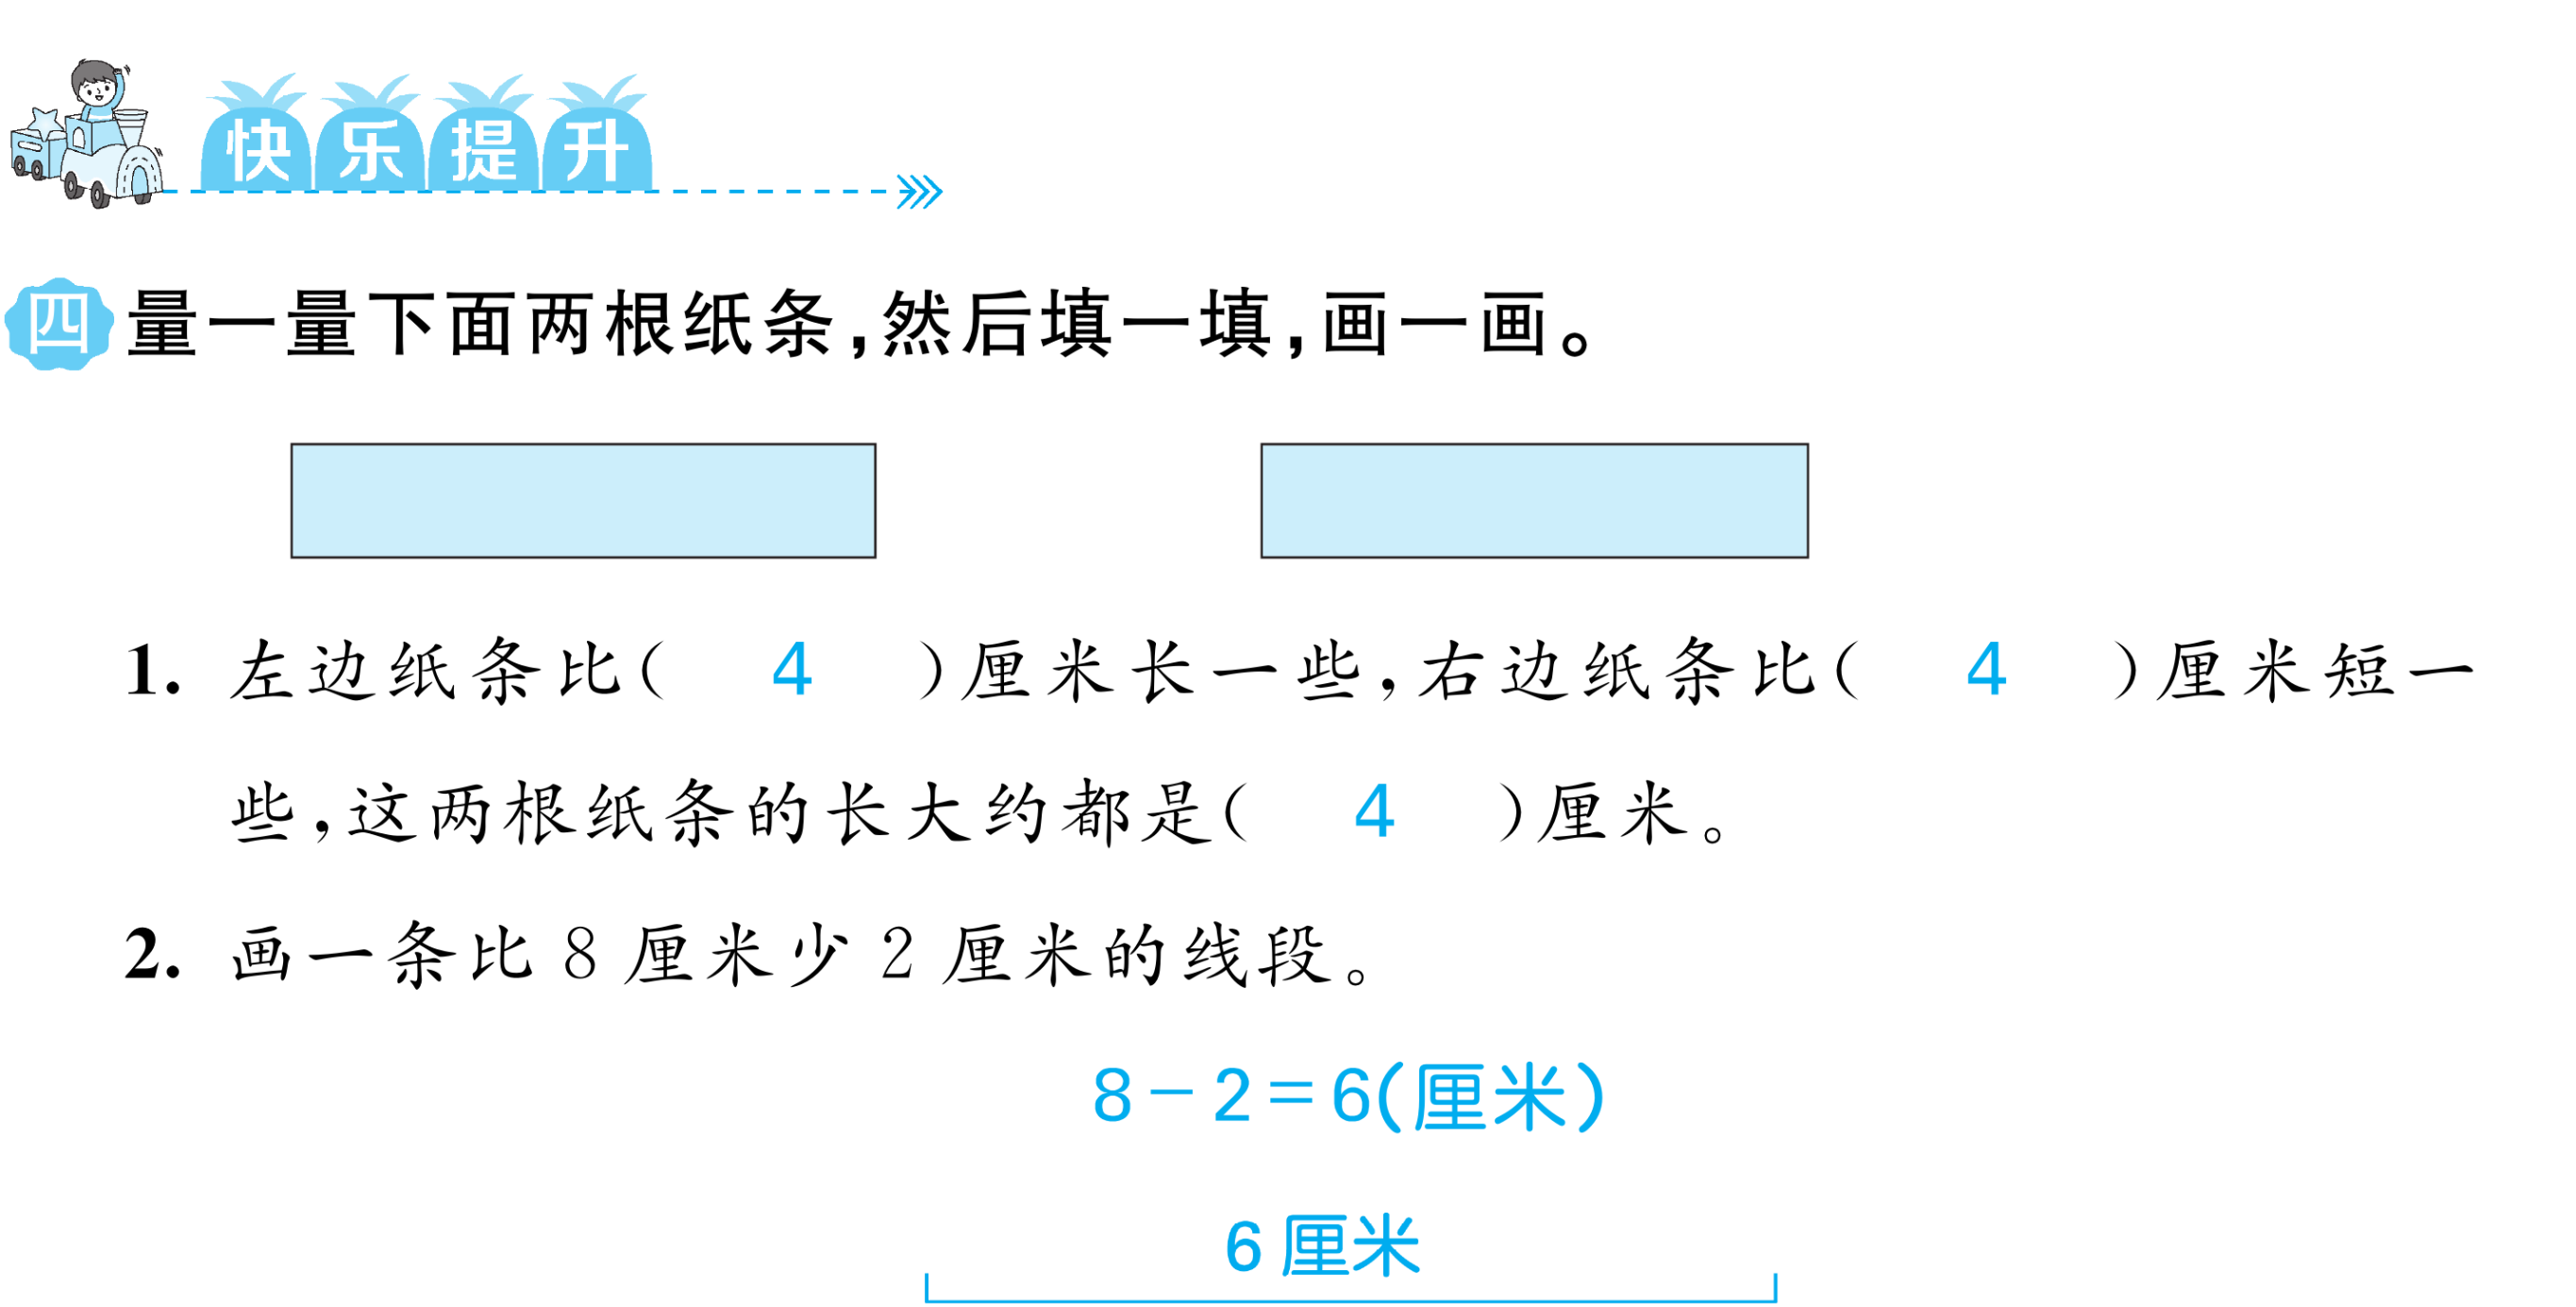 快乐提升
四 量一量下面两根纸条,然后填一填,画一画。
1. 左边纸条比( 4 )厘米长一些,右边纸条比( 4 )厘米短一
些,这两根纸条的长大约都是( 4 )厘米。
2. 画一条比 8 厘米少 2 厘米的线段。
8-2=6(厘米)
6 厘米